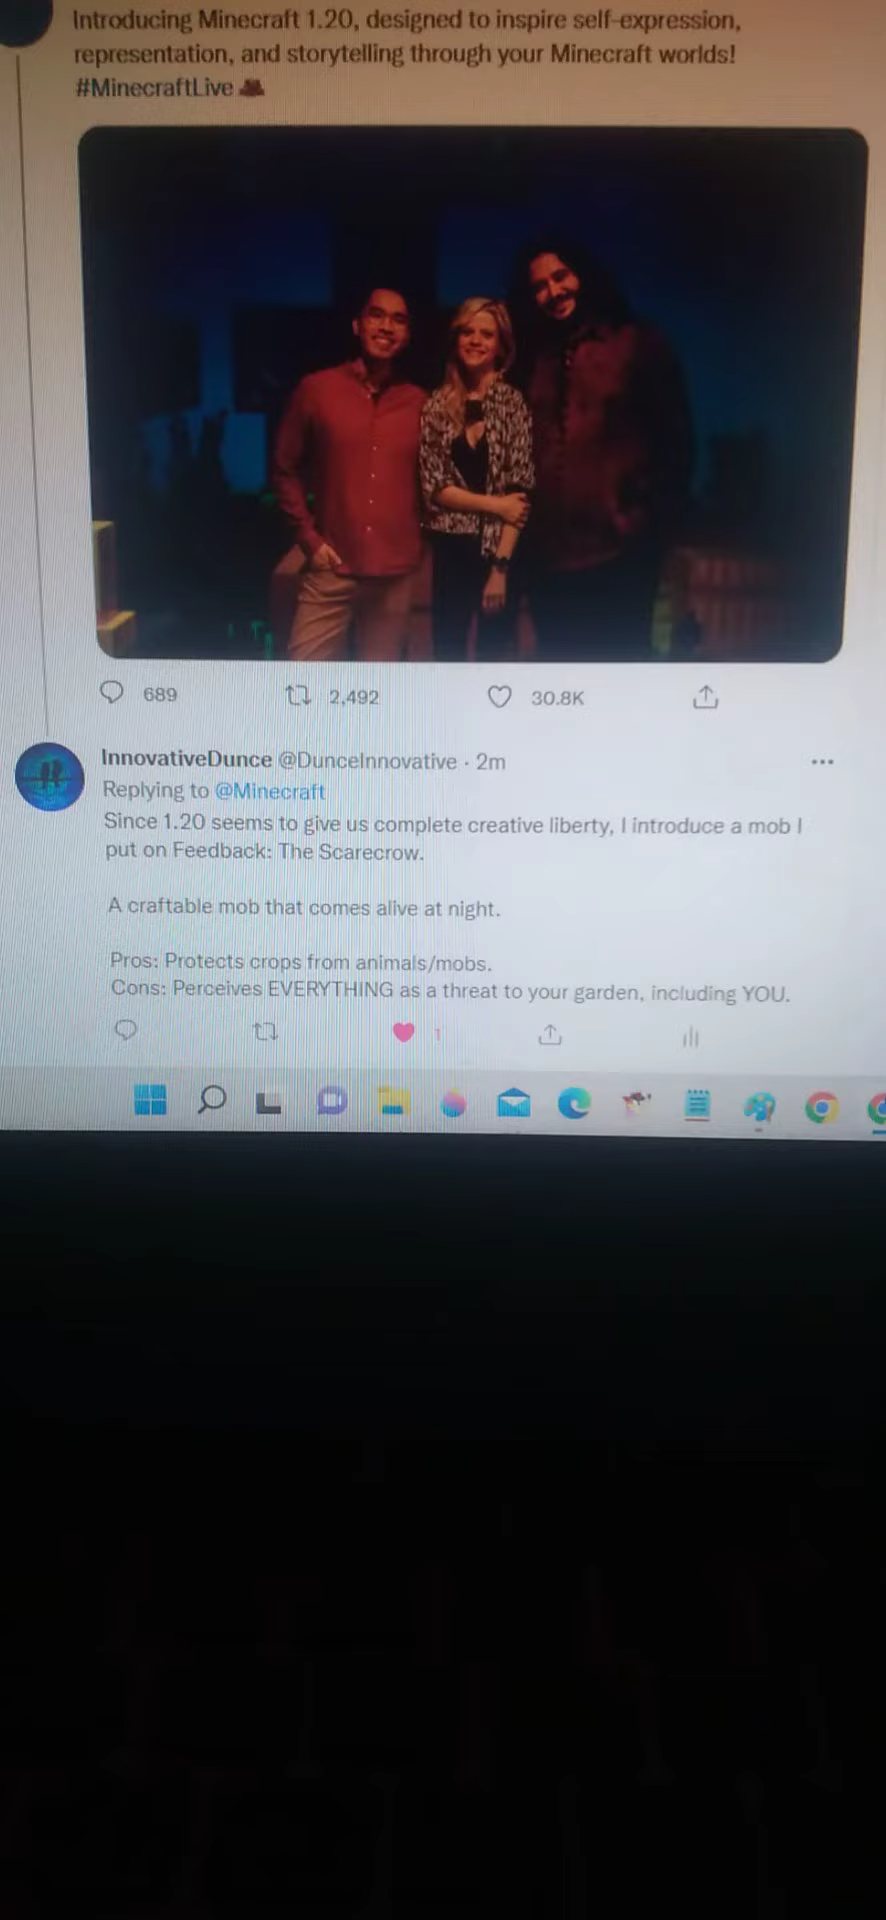 Introducing Minecraft 1.20, designed to inspire self-expression,
representation, and storytelling through your Minecraft worlds!
#MinecraftLive
689 2,492 30.8K
InnovativeDunce @DunceInnovative · 2m
Replying to @Minecraft
Since 1.20 seems to give us complete creative liberty, I introduce a mob I
put on Feedback: The Scarecrow.
A craftable mob that comes alive at night.
Pros: Protects crops from animals/mobs.
Cons: Perceives EVERYTHING as a threat to your garden, including YOU.
1